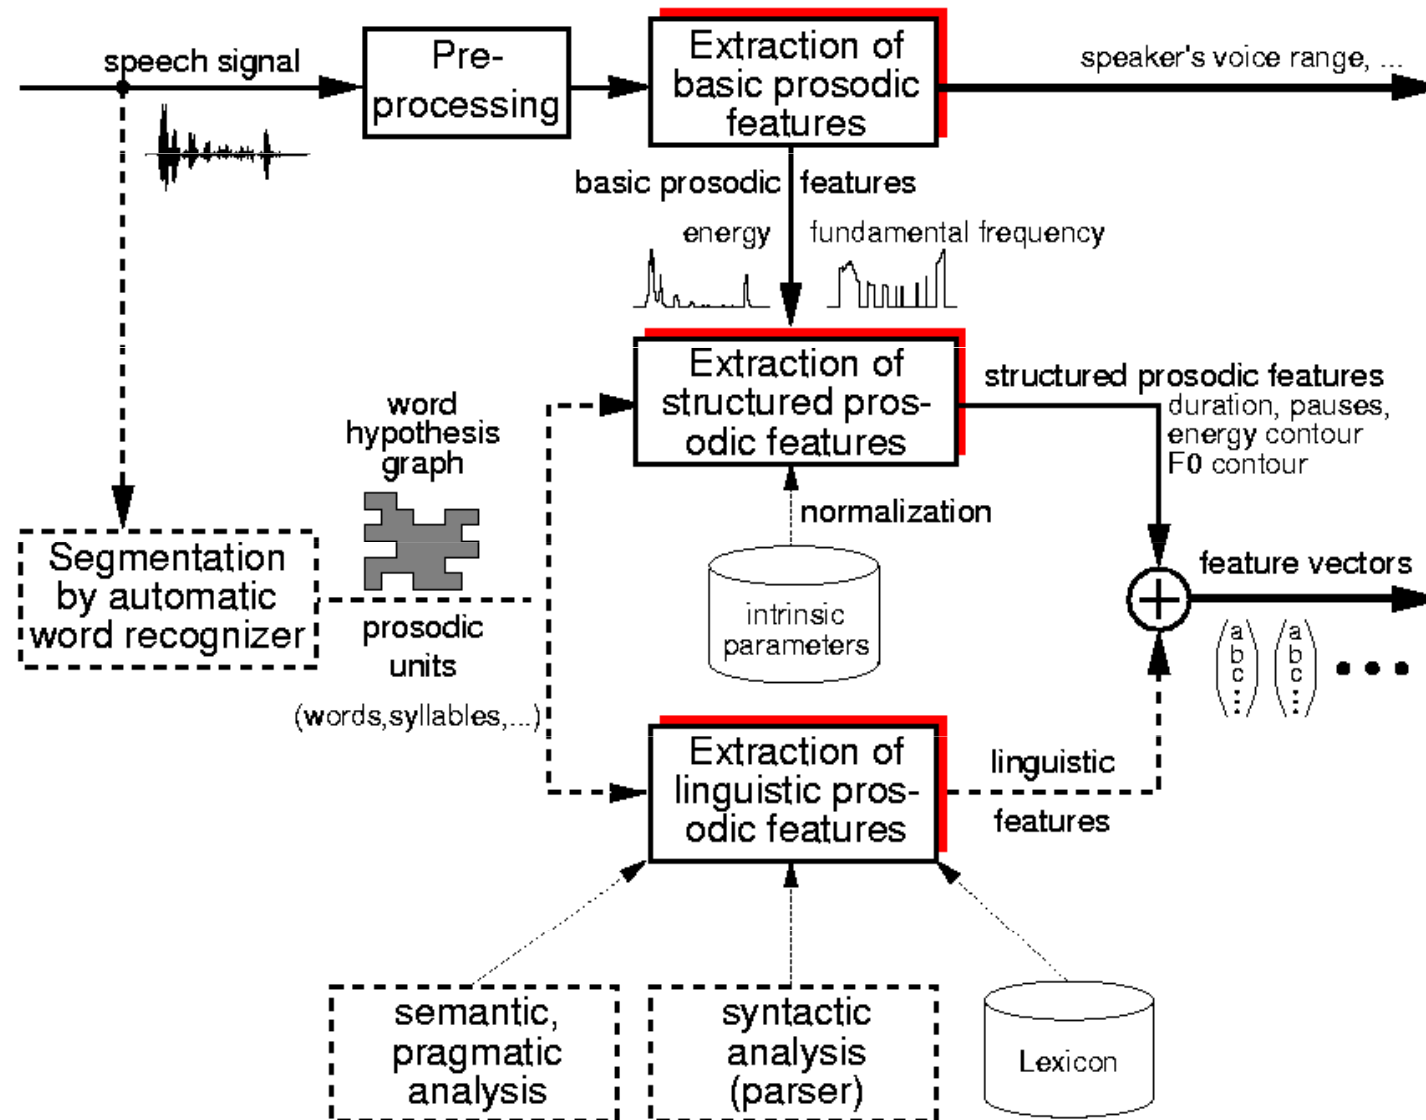 speech signal
Pre-
processing
Extraction of
basic prosodic
features
speaker's voice range, ...
basic prosodic features
energy
fundamental frequency
Extraction of
structured pros-
odic features
structured prosodic features
duration, pauses,
energy contour
F0 contour
word
hypothesis
graph
normalization
Segmentation
by automatic
word recognizer
prosodic
units
(words,syllables,...)
intrinsic
parameters
+
feature vectors
a a
b b
c c
Extraction of
linguistic pros-
odic features
linguistic
features
semantic,
pragmatic
analysis
syntactic
analysis
(parser)
Lexicon